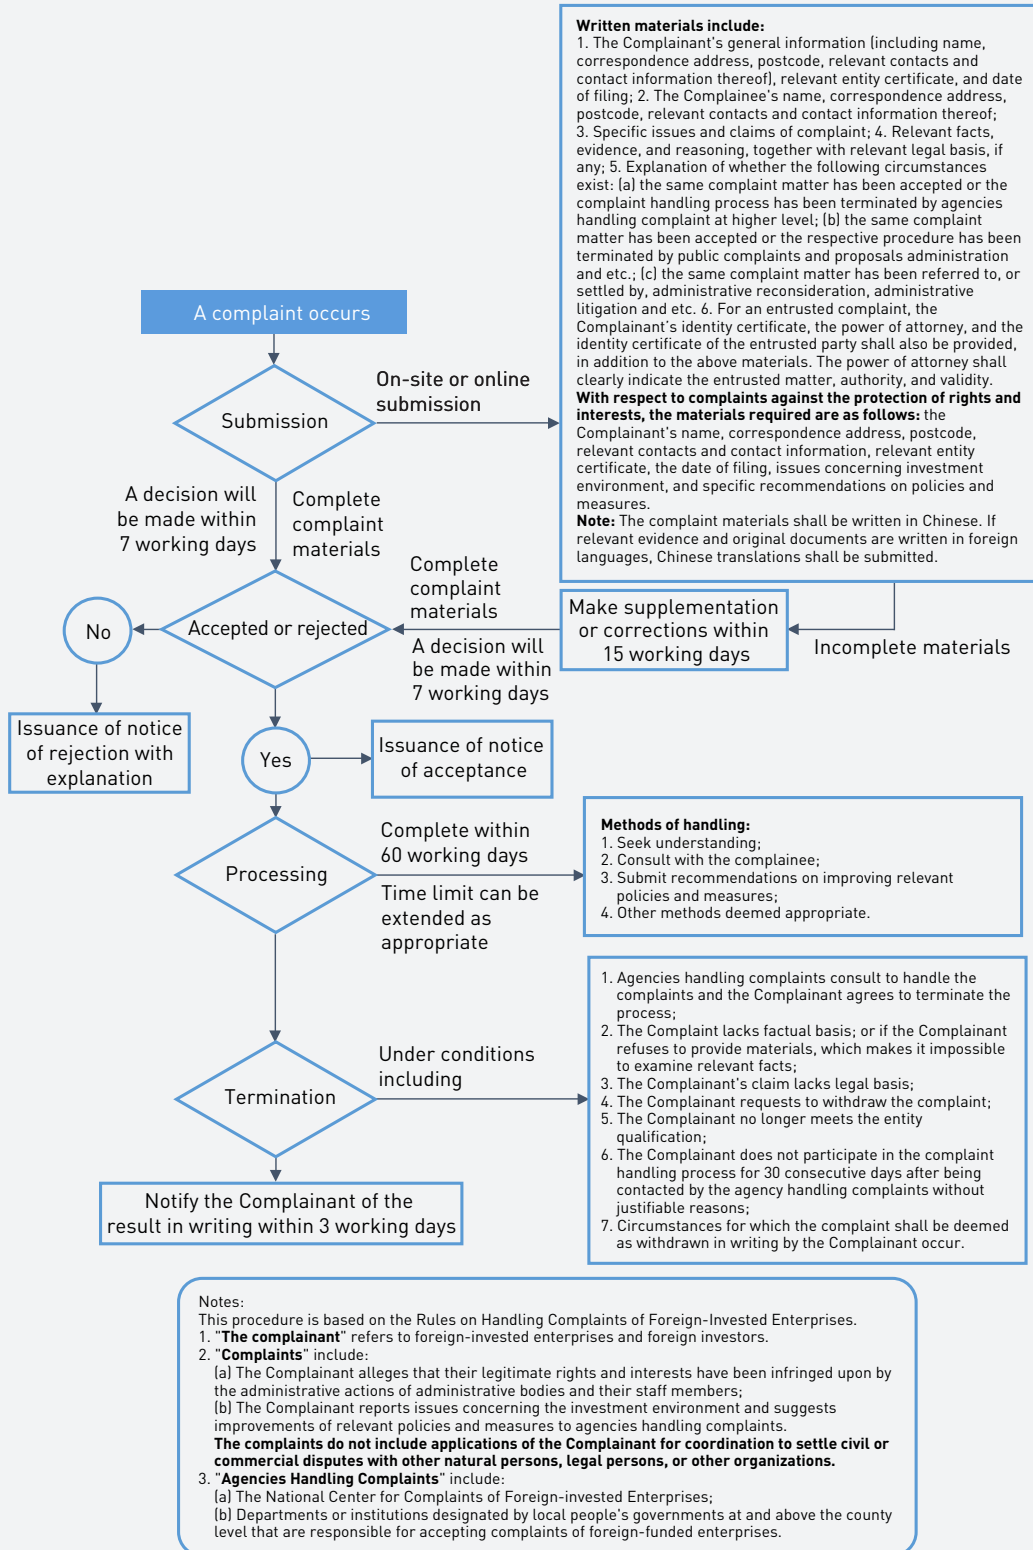 Written materials include:
1. The Complainant's general information (including name,
correspondence address, postcode, relevant contacts and
contact information thereof), relevant entity certificate, and date
of filing; 2. The Complainee's name, correspondence address,
postcode, relevant contacts and contact information thereof;
3. Specific issues and claims of complaint; 4. Relevant facts,
evidence, and reasoning, together with relevant legal basis, if
any; 5. Explanation of whether the following circumstances
exist: (a) the same complaint matter has been accepted or the
complaint handling process has been terminated by agencies
handling complaint at higher level; (b) the same complaint
matter has been accepted or the respective procedure has been
terminated by public complaints and proposals administration
and etc.; (c) the same complaint matter has been referred to, or
settled by, administrative reconsideration, administrative
litigation and etc. 6. For an entrusted complaint, the
Complainant's identity certificate, the power of attorney, and the
identity certificate of the entrusted party shall also be provided,
in addition to the above materials. The power of attorney shall
clearly indicate the entrusted matter, authority, and validity.
With respect to complaints against the protection of rights and
interests, the materials required are as follows: the
Complainant's name, correspondence address, postcode,
relevant contacts and contact information, relevant entity
certificate, the date of filing, issues concerning investment
environment, and specific recommendations on policies and
measures.
Note: The complaint materials shall be written in Chinese. If
relevant evidence and original documents are written in foreign
languages, Chinese translations shall be submitted.
A complaint occurs
Submission
On-site or online
submission
A decision will
be made within
7 working days
Complete
complaint
materials
Complete
complaint
materials
A decision will
be made within
7 working days
Make supplementation
or corrections within
15 working days
Incomplete materials
Accepted or rejected
No
Issuance of notice
of rejection with
explanation
Yes
Issuance of notice
of acceptance
Processing
Complete within
60 working days
Time limit can be
extended as
appropriate
Methods of handling:
1. Seek understanding;
2. Consult with the complainee;
3. Submit recommendations on improving relevant
policies and measures;
4. Other methods deemed appropriate.
Termination
Under conditions
including
1. Agencies handling complaints consult to handle the
complaints and the Complainant agrees to terminate the
process;
2. The Complaint lacks factual basis; or if the Complainant
refuses to provide materials, which makes it impossible
to examine relevant facts;
3. The Complainant's claim lacks legal basis;
4. The Complainant requests to withdraw the complaint;
5. The Complainant no longer meets the entity
qualification;
6. The Complainant does not participate in the complaint
handling process for 30 consecutive days after being
contacted by the agency handling complaints without
justifiable reasons;
7. Circumstances for which the complaint shall be deemed
as withdrawn in writing by the Complainant occur.
Notify the Complainant of the
result in writing within 3 working days
Notes:
This procedure is based on the Rules on Handling Complaints of Foreign-Invested Enterprises.
1. "The complainant" refers to foreign-invested enterprises and foreign investors.
2. "Complaints" include:
(a) The Complainant alleges that their legitimate rights and interests have been infringed upon by
the administrative actions of administrative bodies and their staff members;
(b) The Complainant reports issues concerning the investment environment and suggests
improvements of relevant policies and measures to agencies handling complaints.
The complaints do not include applications of the Complainant for coordination to settle civil or
commercial disputes with other natural persons, legal persons, or other organizations.
3. "Agencies Handling Complaints" include:
(a) The National Center for Complaints of Foreign-invested Enterprises;
(b) Departments or institutions designated by local people's governments at and above the county
level that are responsible for accepting complaints of foreign-funded enterprises.